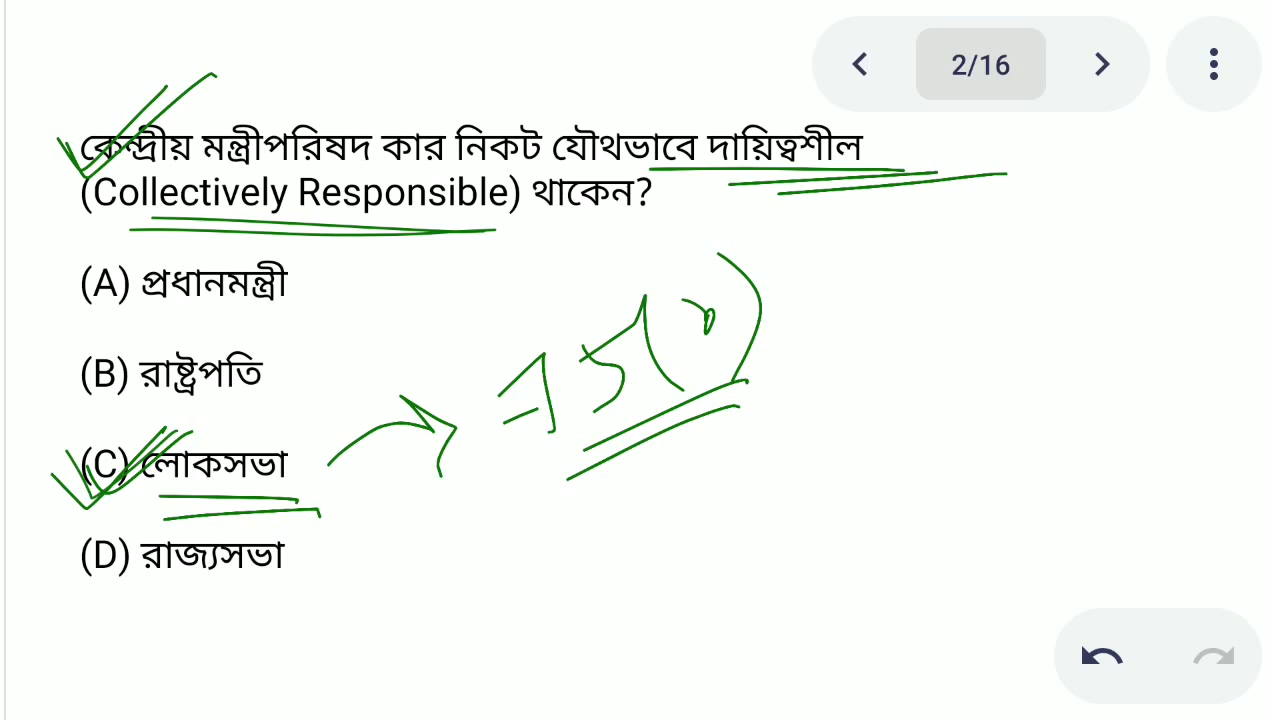 2/16
কেন্দ্রীয় মন্ত্রীপরিষদ কার নিকট যৌথভাবে দায়িত্বশীল
(Collectively Responsible) থাকেন?
(A) প্রধানমন্ত্রী
(B) রাষ্ট্রপতি
(C) লোকসভা
(D) রাজ্যসভা